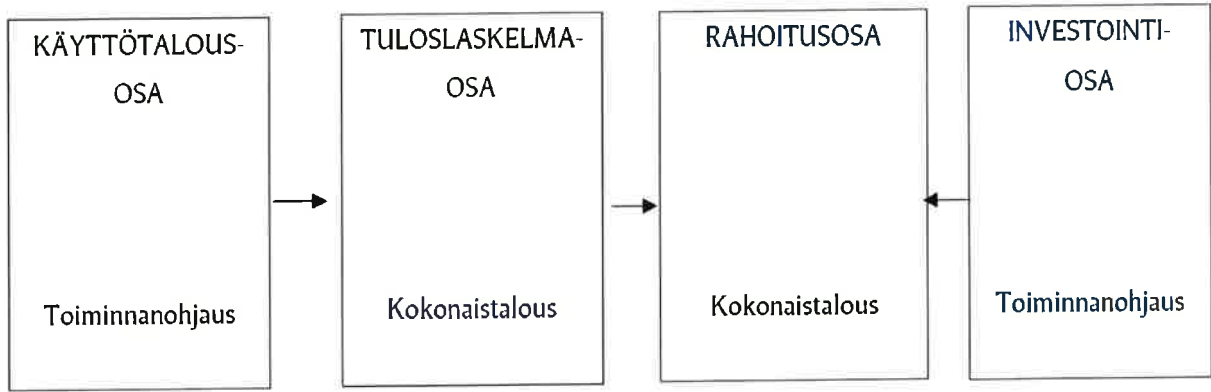 KÄYTTÖTALOUS-
OSA
Toiminnanohjaus
TULOSLASKELMA-
OSA
Kokonaistalous
RAHOITUSOSA
Kokonaistalous
INVESTOINTI-
OSA
Toiminnanohjaus